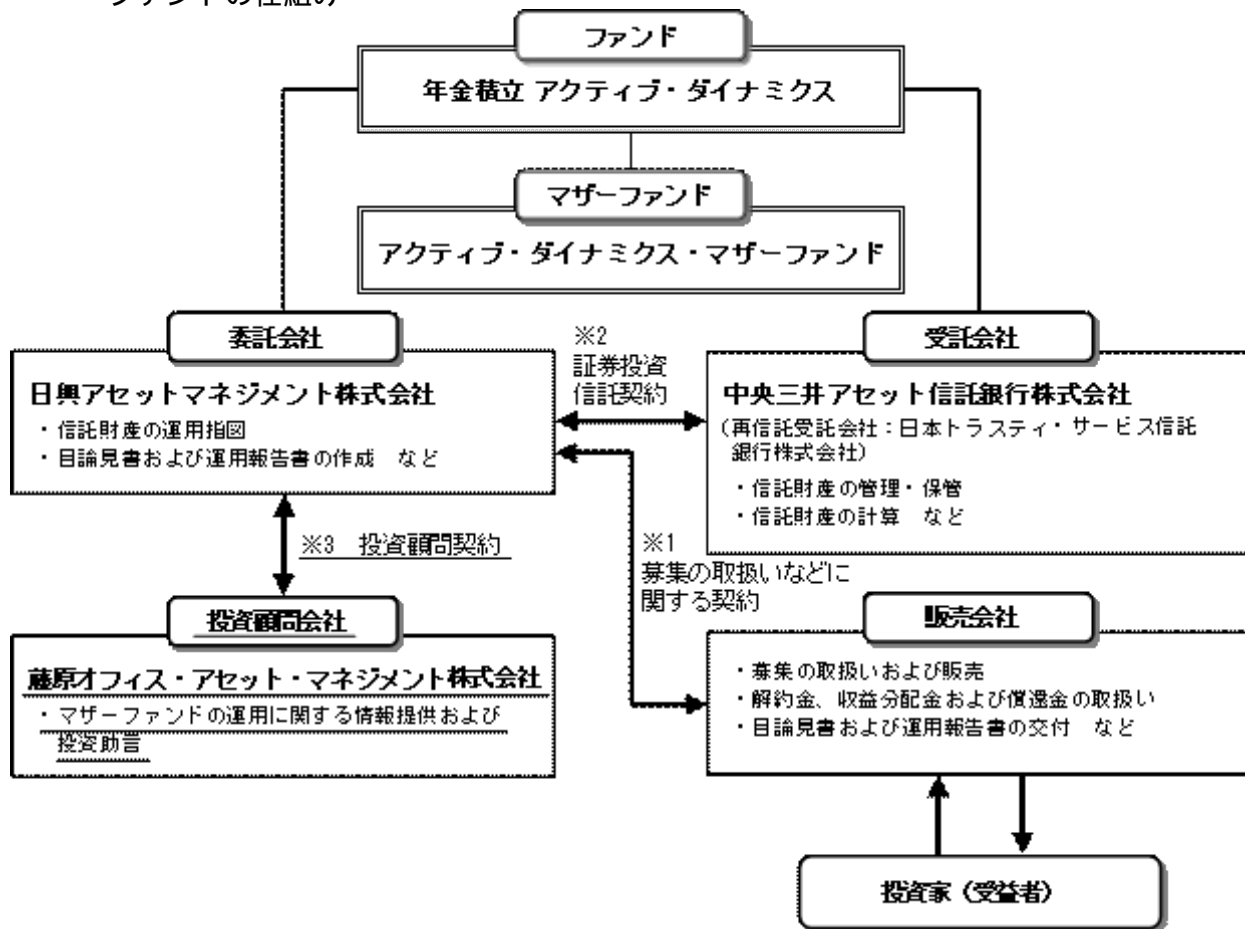 ファンドの仕組み
ファンド
年金積立 アクティブ・ダイナミクス
マザーファンド
アクティブ・ダイナミクス・マザーファンド
委託会社
日興アセットマネジメント株式会社
・信託財産の運用指図
・目論見書および運用報告書の作成 など
※2
証券投資
信託契約
受託会社
中央三井アセット信託銀行株式会社
(再信託受託会社:日本トラスティ・サービス信託
銀行株式会社)
・信託財産の管理・保管
・信託財産の計算 など
※3 投資顧問契約
※1
募集の取扱いなどに
関する契約
投資顧問会社
藤原オフィス・アセット・マネジメント株式会社
・マザーファンドの運用に関する情報提供および
投資助言
販売会社
・募集の取扱いおよび販売
・解約金、収益分配金および償還金の取扱い
・目論見書および運用報告書の交付 など
投資家(受益者)